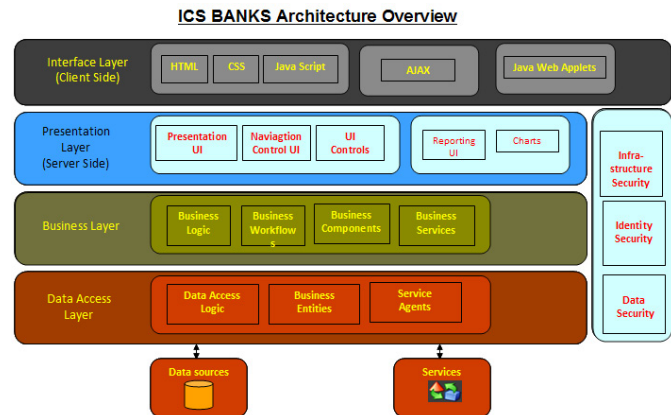 ICS BANKS Architecture Overview
Interface Layer
(Client Side)
HTML
CSS
Java Script
AJAX
Java Web Applets
Presentation
Layer
(Server Side)
Presentation
UI
Naviagtion
Control UI
UI
Controls
Reporting
UI
Charts
Infra-
structure
Security
Business Layer
Business
Logic
Business
Workflow
s
Business
Components
Business
Services
Identity
Security
Data Access
Layer
Data Access
Logic
Business
Entities
Service
Agents
Data
Security
Data sources
Services